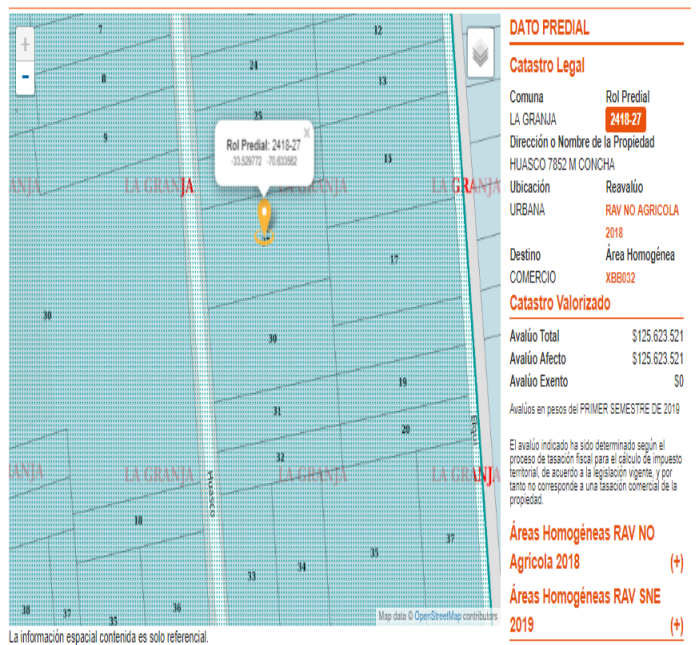 7
8
9
24
25
12
13
15
Rol Predial: 2418-27
-33.529772 -70.633562
LA GRANJA
LA GRANJA
17
30
30
19
31
20
32
LA GRANJA
LA GRANJA
LA GRANJA
Huasco
18
33
34
35
37
38
37
35
36
Map data © OpenStreetMap contributors
La información espacial contenida es solo referencial.
DATO PREDIAL
Catastro Legal
Comuna Rol Predial
LA GRANJA 2418-27
Dirección o Nombre de la Propiedad
HUASCO 7852 M CONCHA
Ubicación Reavalúo
URBANA RAV NO AGRICOLA
2018
Destino Área Homogénea
COMERCIO XBB032
Catastro Valorizado
Avalúo Total $125.623.521
Avalúo Afecto $125.623.521
Avalúo Exento $0
Avalúos en pesos del PRIMER SEMESTRE DE 2019
El avalúo indicado ha sido determinado según el
proceso de tasación fiscal para el cálculo de impuesto
territorial, de acuerdo a la legislación vigente, y por
tanto no corresponde a una tasación comercial de la
propiedad.
Áreas Homogéneas RAV NO
Agrícola 2018 (+)
Áreas Homogéneas RAV SNE
2019 (+)